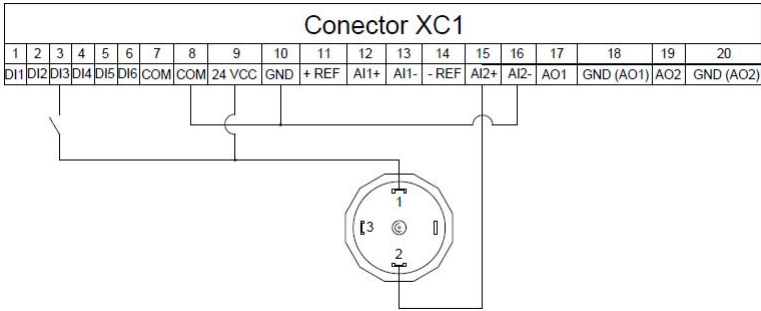 Conector XC1
1 2 3 4 5 6 7 8 9 10 11 12 13 14 15 16 17 18 19 20
DI1 DI2 DI3 DI4 DI5 DI6 COM COM 24 VCC GND + REF AI1+ AI1- - REF AI2+ AI2- AO1 GND (AO1) AO2 GND (AO2)
1
3
2